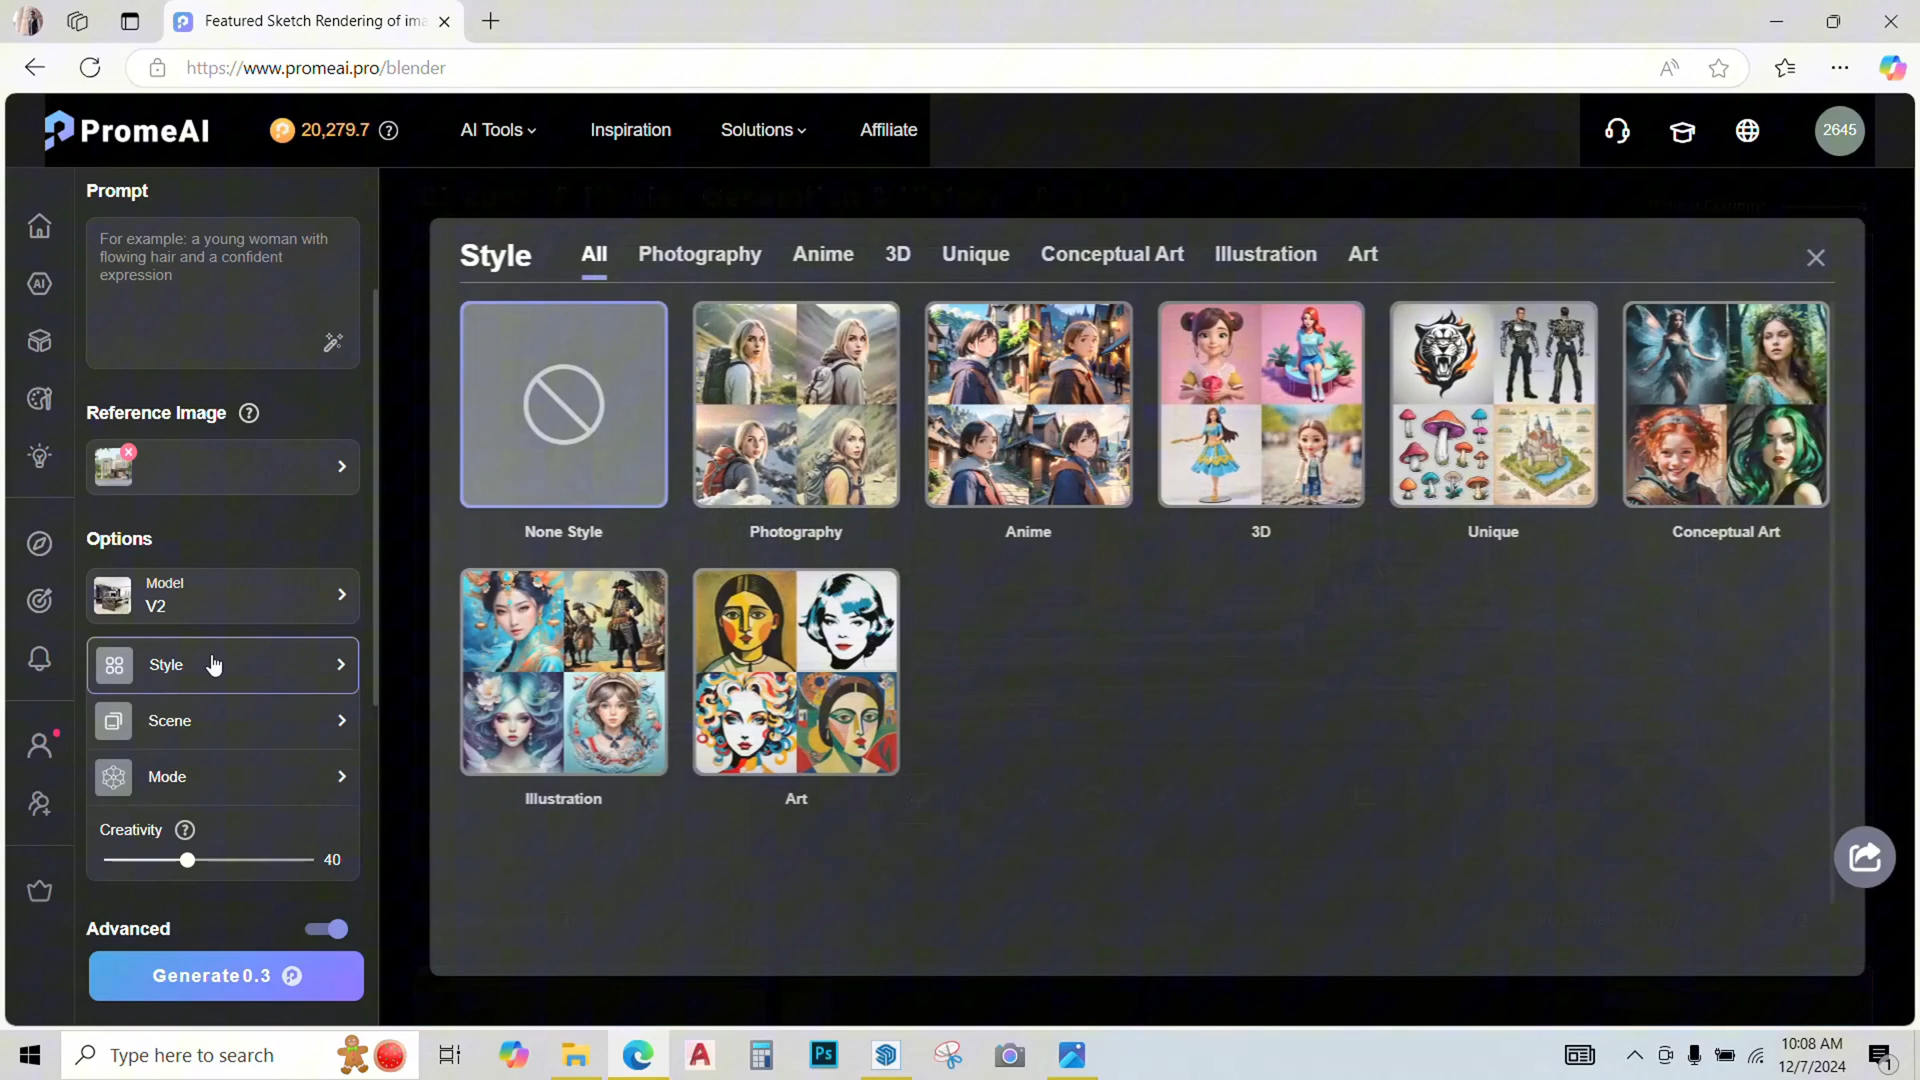 Featured Sketch Rendering of ima
https://www.promeai.pro/blender
PromeAI
20,279.7
AI Tools
Inspiration
Solutions
Affiliate
2645
Prompt
For example: a young woman with
flowing hair and a confident
expression
Reference Image
Options
Model
V2
Style
Scene
Mode
Creativity
40
Advanced
Generate0.3
Style
All
Photography
Anime
3D
Unique
Conceptual Art
Illustration
Art
None Style
Photography
Anime
3D
Unique
Conceptual Art
Illustration
Art
Type here to search
Ps
10:08 AM
12/7/2024
1